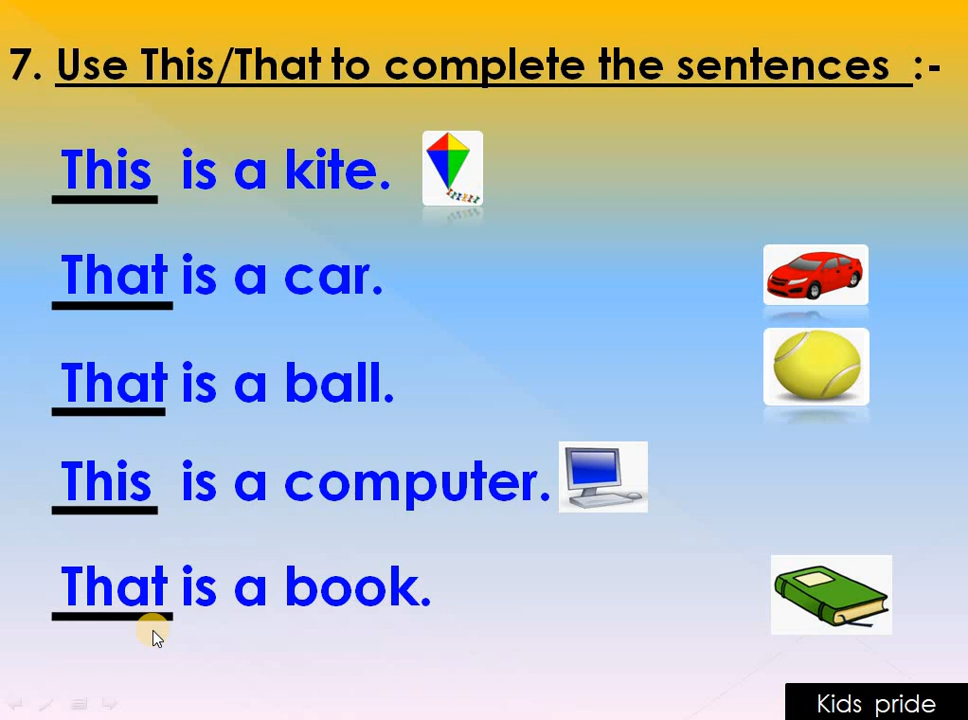 7. Use This/That to complete the sentences :-
This is a kite.
That is a car.
That is a ball.
This is a computer.
That is a book.
Kids pride